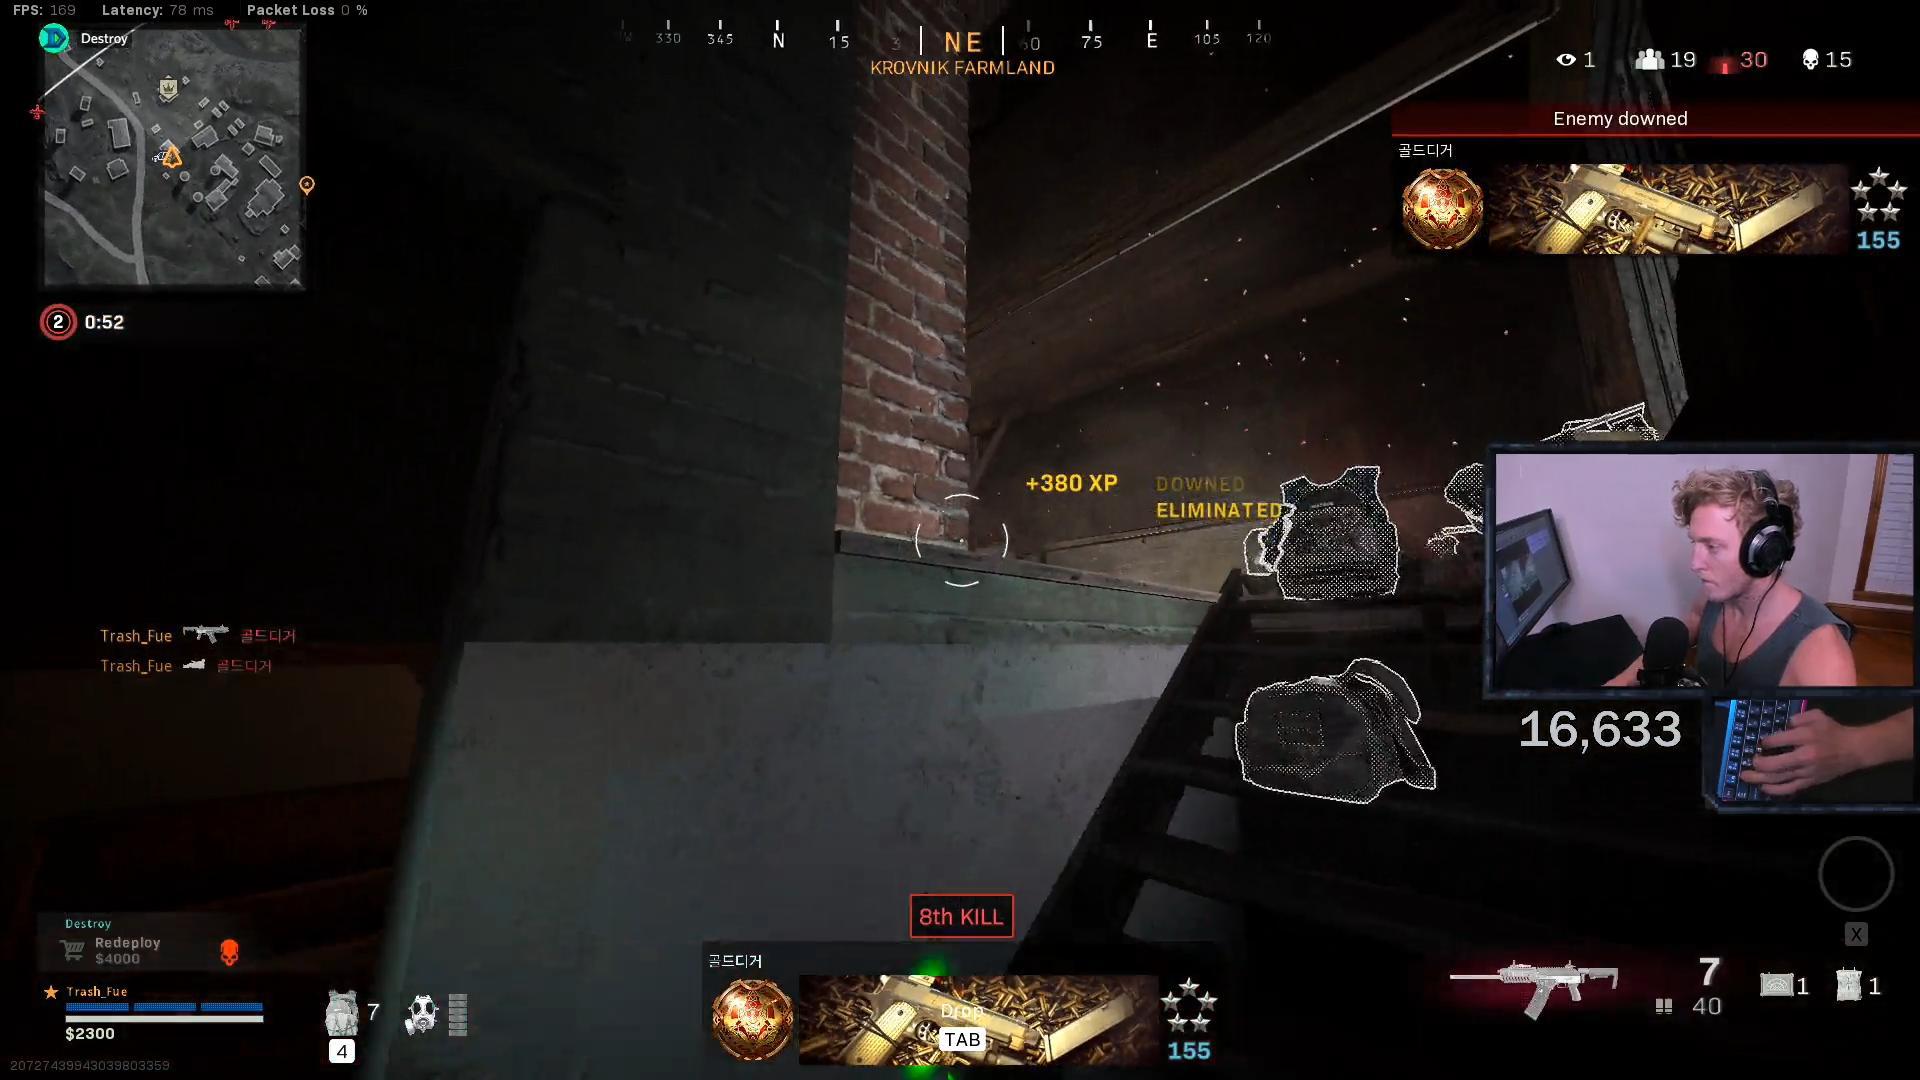 FPS: 169 Latency: 78 ms Packet Loss 0 %
Destroy
330 345 N 15 NE 60 75 E 105 120
KROVNIK FARMLAND
1 19 30 15
Enemy downed
골드디거
155
2 0:52
+380 XP DOWNED
ELIMINATED
Trash_Fue 골드디거
Trash_Fue 골드디거
16,633
8th KILL
Destroy
Redeploy
$4000
Trash_Fue
$2300
7
4
골드디거
Drop
TAB
155
X
7
40
1
1
20727439943039803359